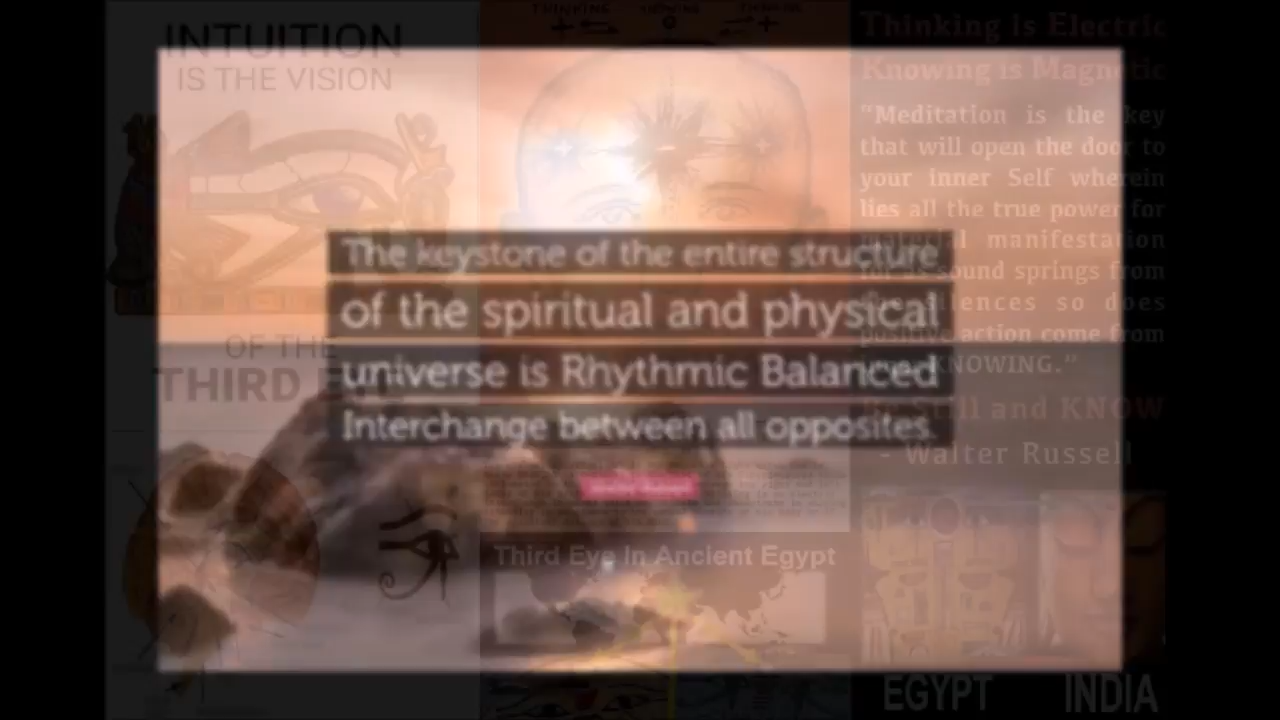 THINKING KNOWING THINKING
INTUITION
IS THE VISION
OF THE
THIRD EYE
Thinking is Electric
Knowing is Magnetic
"Meditation is the key
that will open the door to
your inner Self wherein
lies all the true power for
manifestation
sound springs from
so does
positive action come from
KNOWING."
Be Still and KNOW
- Walter Russell
The keystone of the entire structure
of the spiritual and physical
universe is Rhythmic Balanced
Interchange between all opposites.
Third Eye In Ancient Egypt
EGYPT INDIA